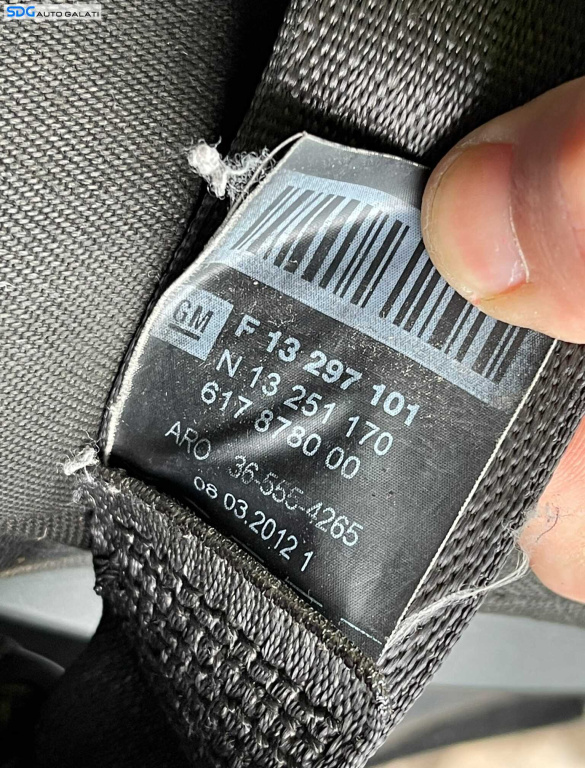 SDG AUTO GALATI
GM
F 13 297 101
N 13 251 170
617 8780 00
ARO 36-555-4265
08 03.2012 1